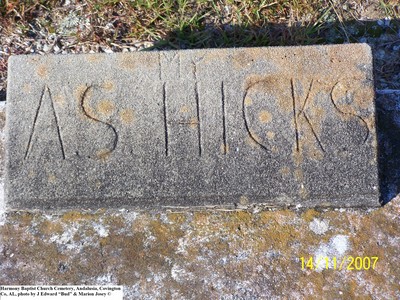 MR
A.S. HICKS
14/11/2007
Harmony Baptist Church Cemetery, Andalusia, Covington
Co. AL, photo by J Edward "Bud" & Marion Josey ©